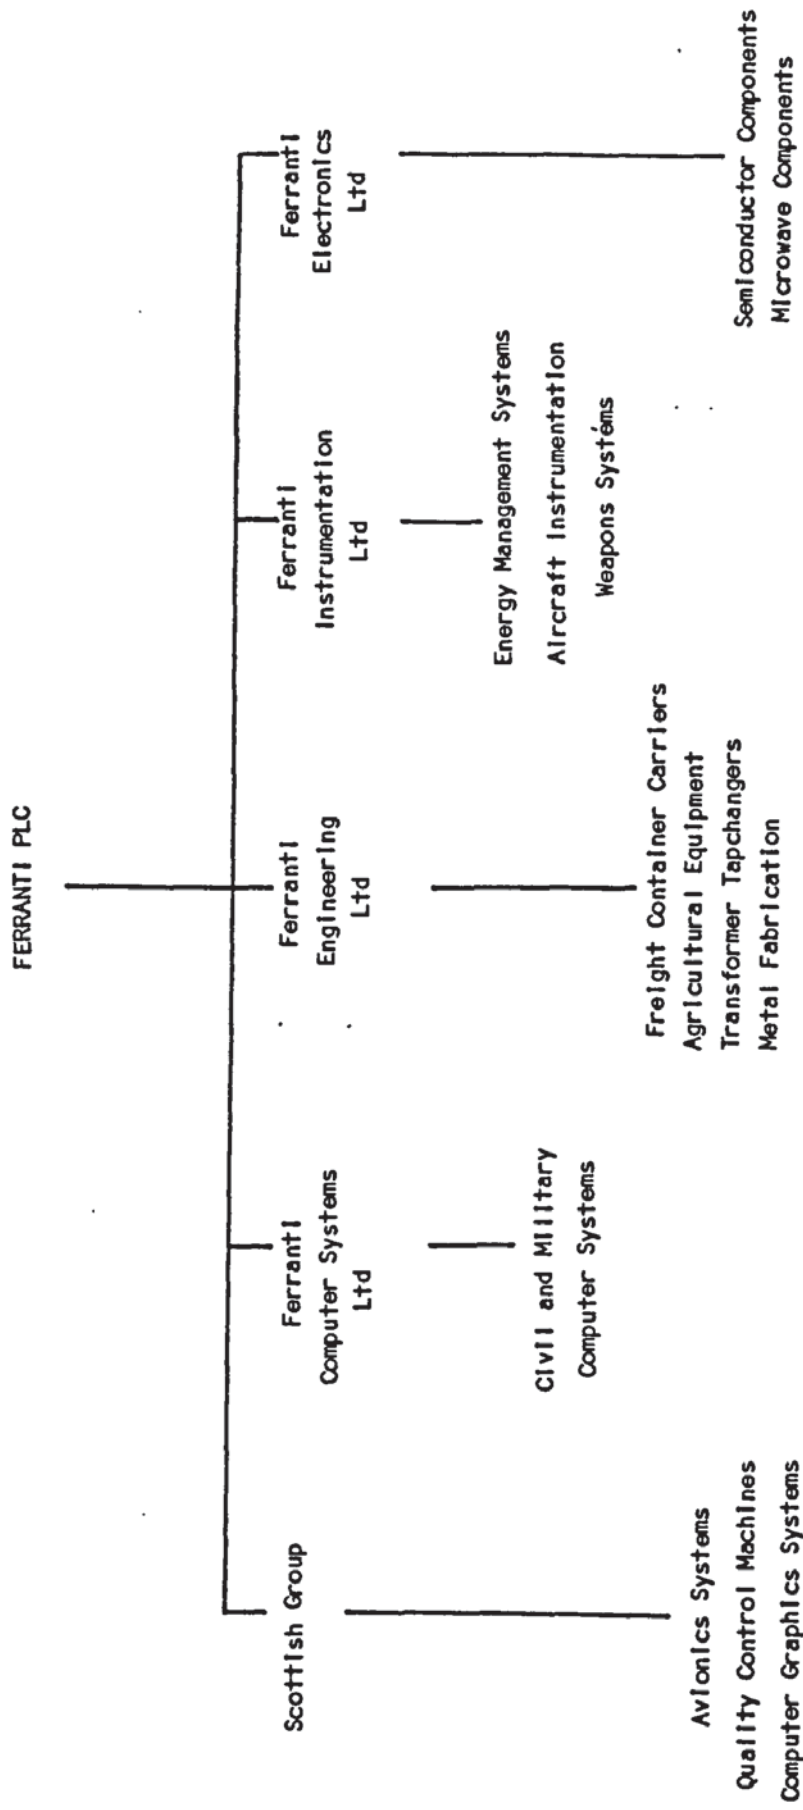 FERRANTI PLC
Scottish Group
Avionics Systems
Quality Control Machines
Computer Graphics Systems
Ferranti
Computer Systems
Ltd
Civil and Military
Computer Systems
Ferranti
Engineering
Ltd
Freight Container Carriers
Agricultural Equipment
Transformer Tapchangers
Metal Fabrication
Ferranti
Instrumentation
Ltd
Energy Management Systems
Aircraft Instrumentation
Weapons Systems
Ferranti
Electronics
Ltd
Semiconductor Components
Microwave Components